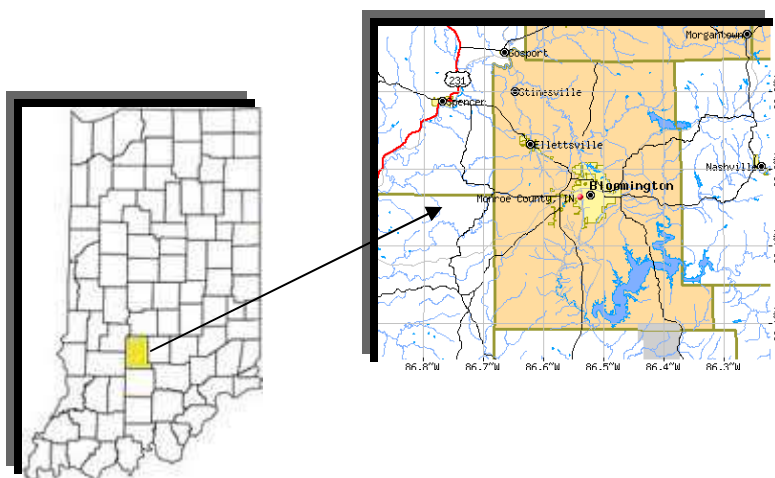 Morgantown
Gosport
231
Stinesville
Spencer
Ellettsville
Nashville
Bloomington
Monroe County, IN
86.8°W 86.7°W 86.6°W 86.5°W 86.4°W 86.3°W